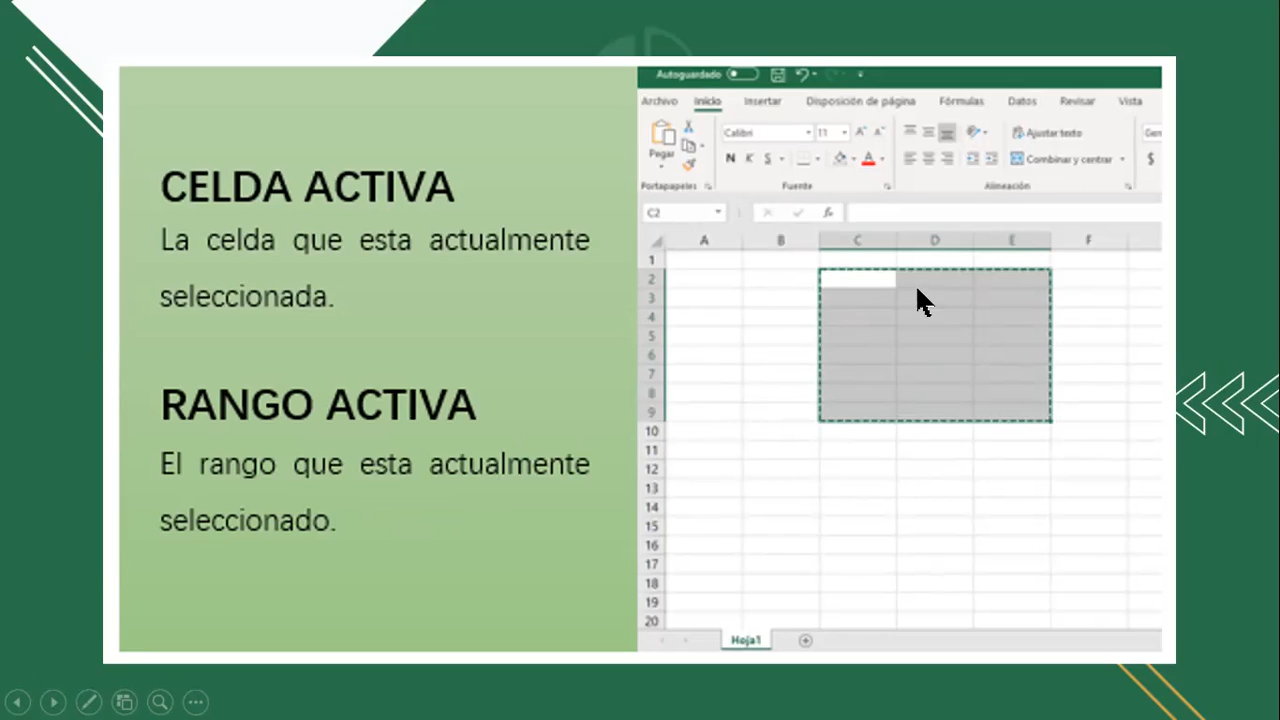 CELDA ACTIVA
La celda que esta actualmente
seleccionada.
RANGO ACTIVA
El rango que esta actualmente
seleccionado.
Autoguardado
Archivo Inicio Insertar Disposición de página Fórmulas Datos Revisar Vista
Pegar
Calibri 11
Ajustar texto
Gen
N K S
A
Combinar y centrar
$
Portapapeles Fuente Alineación
C2
fx
A B C D E F
1
2
3
4
5
6
7
8
9
10
11
12
13
14
15
16
17
18
19
20
Hoja1